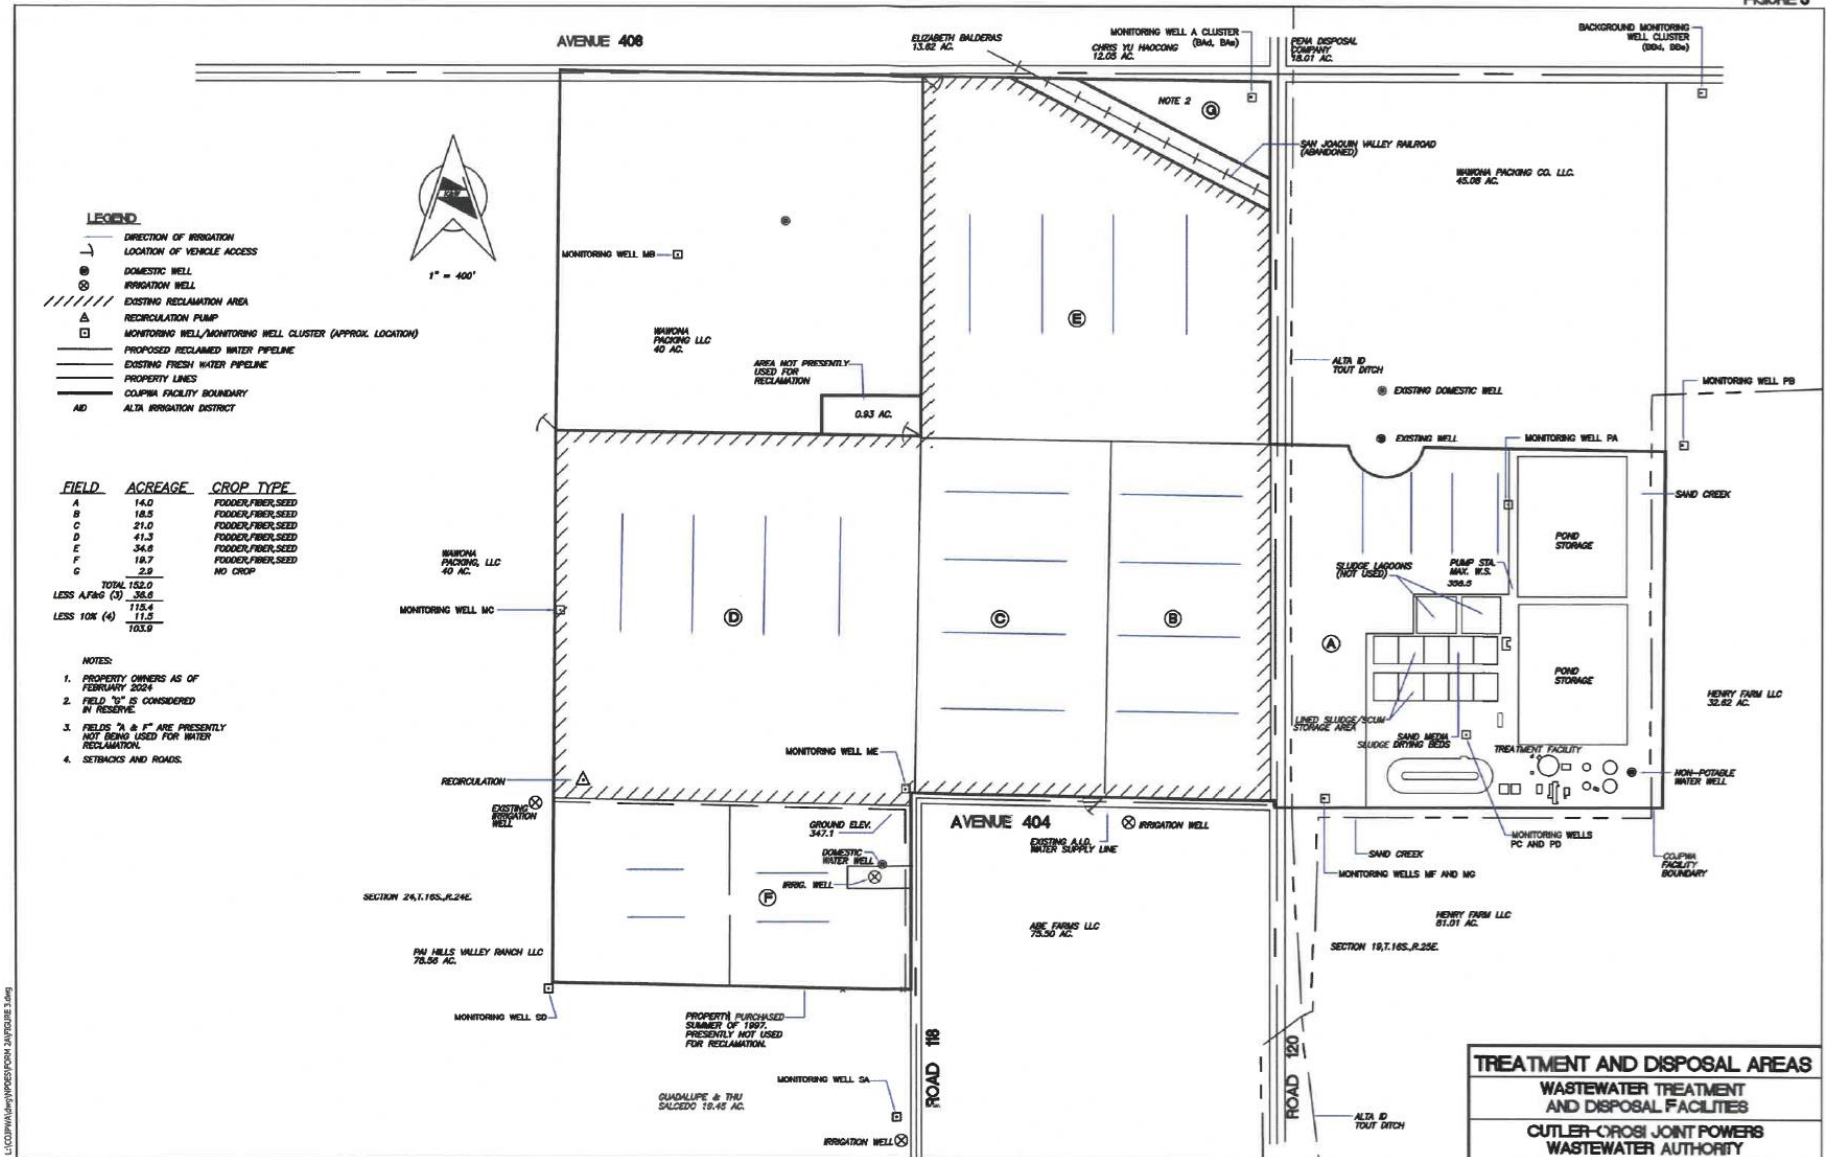 FIGURE 3
AVENUE 408
ELIZABETH BALDERAS
13.62 AC.
CHRIS YU HAOCONG
12.05 AC.
MONITORING WELL A CLUSTER
(BAd, BAs)
PENA DISPOSAL
COMPANY
18.01 AC.
BACKGROUND MONITORING
WELL CLUSTER
(BBd, BBs)
NOTE 2
G
SAN JOAQUIN VALLEY RAILROAD
(ABANDONED)
WAWONA PACKING CO. LLC.
45.08 AC.
1" = 400'
LEGEND
DIRECTION OF IRRIGATION
LOCATION OF VEHICLE ACCESS
DOMESTIC WELL
IRRIGATION WELL
EXISTING RECLAMATION AREA
RECIRCULATION PUMP
MONITORING WELL/MONITORING WELL CLUSTER (APPROX. LOCATION)
PROPOSED RECLAIMED WATER PIPELINE
EXISTING FRESH WATER PIPELINE
PROPERTY LINES
COJPWA FACILITY BOUNDARY
AID ALTA IRRIGATION DISTRICT
MONITORING WELL MB
WAWONA
PACKING LLC
40 AC.
AREA NOT PRESENTLY
USED FOR
RECLAMATION
0.93 AC.
E
ALTA ID
TOUT DITCH
EXISTING DOMESTIC WELL
EXISTING WELL
MONITORING WELL PB
MONITORING WELL PA
SAND CREEK
FIELD ACREAGE CROP TYPE
A 14.0 FODDER,FIBER,SEED
B 18.5 FODDER,FIBER,SEED
C 21.0 FODDER,FIBER,SEED
D 41.3 FODDER,FIBER,SEED
E 34.6 FODDER,FIBER,SEED
F 19.7 FODDER,FIBER,SEED
G 2.9 NO CROP
TOTAL 152.0
LESS A,F&G (3) 36.6
115.4
LESS 10% (4) 11.5
103.9
NOTES:
1. PROPERTY OWNERS AS OF
FEBRUARY 2024
2. FIELD "G" IS CONSIDERED
IN RESERVE.
3. FIELDS "A & F" ARE PRESENTLY
NOT BEING USED FOR WATER
RECLAMATION.
4. SETBACKS AND ROADS.
WAWONA
PACKING, LLC
40 AC.
MONITORING WELL MC
D
C
B
A
SLUDGE LAGOONS
(NOT USED)
PUMP STA.
MAX. W.S.
356.5
POND
STORAGE
POND
STORAGE
LINED SLUDGE/SCUM
STORAGE AREA
SAND MEDIA
SLUDGE DRYING BEDS
TREATMENT FACILITY
HENRY FARM LLC
32.62 AC.
NON-POTABLE
WATER WELL
MONITORING WELL ME
RECIRCULATION
EXISTING
IRRIGATION
WELL
GROUND ELEV.
347.1
DOMESTIC
WATER WELL
IRRIG. WELL
F
AVENUE 404
EXISTING A.I.D.
WATER SUPPLY LINE
IRRIGATION WELL
MONITORING WELLS
PC AND PD
SAND CREEK
COJPWA
FACILITY
BOUNDARY
MONITORING WELLS MF AND MG
SECTION 24,T.16S.,R.24E.
ABE FARMS LLC
75.50 AC.
HENRY FARM LLC
81.01 AC.
SECTION 19,T.16S.,R.25E.
PAI HILLS VALLEY RANCH LLC
78.56 AC.
MONITORING WELL SD
PROPERTY PURCHASED
SUMMER OF 1997.
PRESENTLY NOT USED
FOR RECLAMATION.
MONITORING WELL SA
GUADALUPE & THU
SALCEDO 19.45 AC.
IRRIGATION WELL
ROAD 118
ROAD 120
ALTA ID
TOUT DITCH
TREATMENT AND DISPOSAL AREAS
WASTEWATER TREATMENT
AND DISPOSAL FACILITIES
CUTLER-OROSI JOINT POWERS
WASTEWATER AUTHORITY